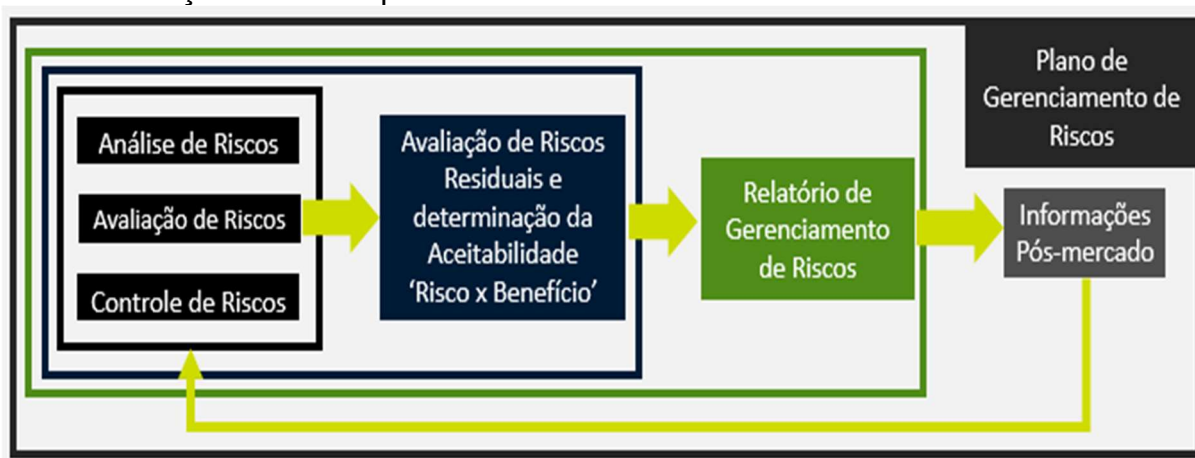 Plano de
Gerenciamento de
Riscos
Análise de Riscos
Avaliação de Riscos
Controle de Riscos
Avaliação de Riscos
Residuais e
determinação da
Aceitabilidade
‘Risco x Benefício’
Relatório de
Gerenciamento
de Riscos
Informações
Pós-mercado